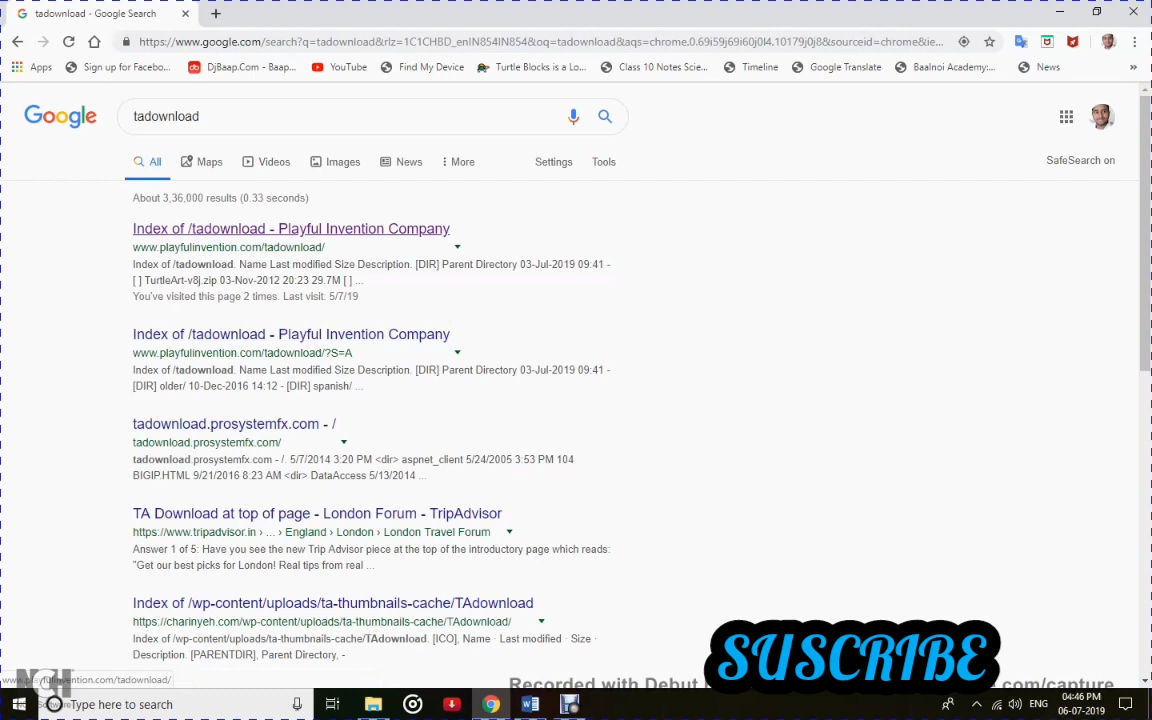 tadownload - Google Search
https://www.google.com/search?q=tadownload&rlz=1C1CHBD_enIN854IN854&oq=tadownload&aqs=chrome.0.69i59j69i60j0l4.10179j0j8&sourceid=chrome&ie...
Apps Sign up for Facebo... DjBaap.Com - Baap... YouTube Find My Device Turtle Blocks is a Lo... Class 10 Notes Scie... Timeline Google Translate Baalnoi Academy:... News »
Google tadownload
All Maps Videos Images News More Settings Tools SafeSearch on
About 3,36,000 results (0.33 seconds)
Index of /tadownload - Playful Invention Company
www.playfulinvention.com/tadownload/
Index of /tadownload. Name Last modified Size Description. [DIR] Parent Directory 03-Jul-2019 09:41 -
[ ] TurtleArt-v8j.zip 03-Nov-2012 20:23 29.7M [ ] ...
You've visited this page 2 times. Last visit: 5/7/19
Index of /tadownload - Playful Invention Company
www.playfulinvention.com/tadownload/?S=A
Index of /tadownload. Name Last modified Size Description. [DIR] Parent Directory 03-Jul-2019 09:41 -
[DIR] older/ 10-Dec-2016 14:12 - [DIR] spanish/ ...
tadownload.prosystemfx.com - /
tadownload.prosystemfx.com/
tadownload.prosystemfx.com - /. 5/7/2014 3:20 PM <dir> aspnet_client 5/24/2005 3:53 PM 104
BIGIP.HTML 9/21/2016 8:23 AM <dir> DataAccess 5/13/2014 ...
TA Download at top of page - London Forum - TripAdvisor
https://www.tripadvisor.in › ... › England › London › London Travel Forum
Answer 1 of 5: Have you see the new Trip Advisor piece at the top of the introductory page which reads:
"Get our best picks for London! Real tips from real ...
Index of /wp-content/uploads/ta-thumbnails-cache/TAdownload
https://charinyeh.com/wp-content/uploads/ta-thumbnails-cache/TAdownload/
Index of /wp-content/uploads/ta-thumbnails-cache/TAdownload. [ICO], Name · Last modified · Size ·
Description. [PARENTDIR], Parent Directory, -
SUSCRIBE
www.playfulinvention.com/tadownload/
NCH
Recorded with Debut
.com/capture
Type here to search
ENG
04:46 PM
06-07-2019